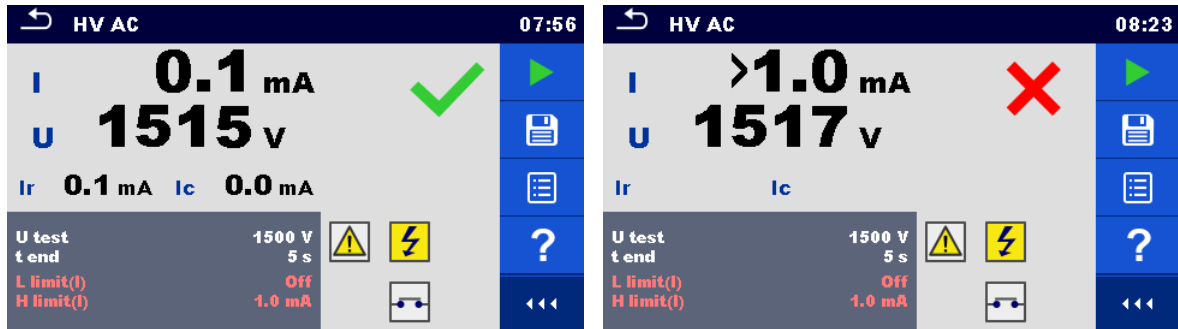 HV AC 07:56
I 0.1 mA
U 1515 V
Ir 0.1 mA Ic 0.0 mA
U test 1500 V
t end 5 s
L limit(I) Off
H limit(I) 1.0 mA
?
HV AC 08:23
I >1.0 mA
U 1517 V
Ir Ic
U test 1500 V
t end 5 s
L limit(I) Off
H limit(I) 1.0 mA
?